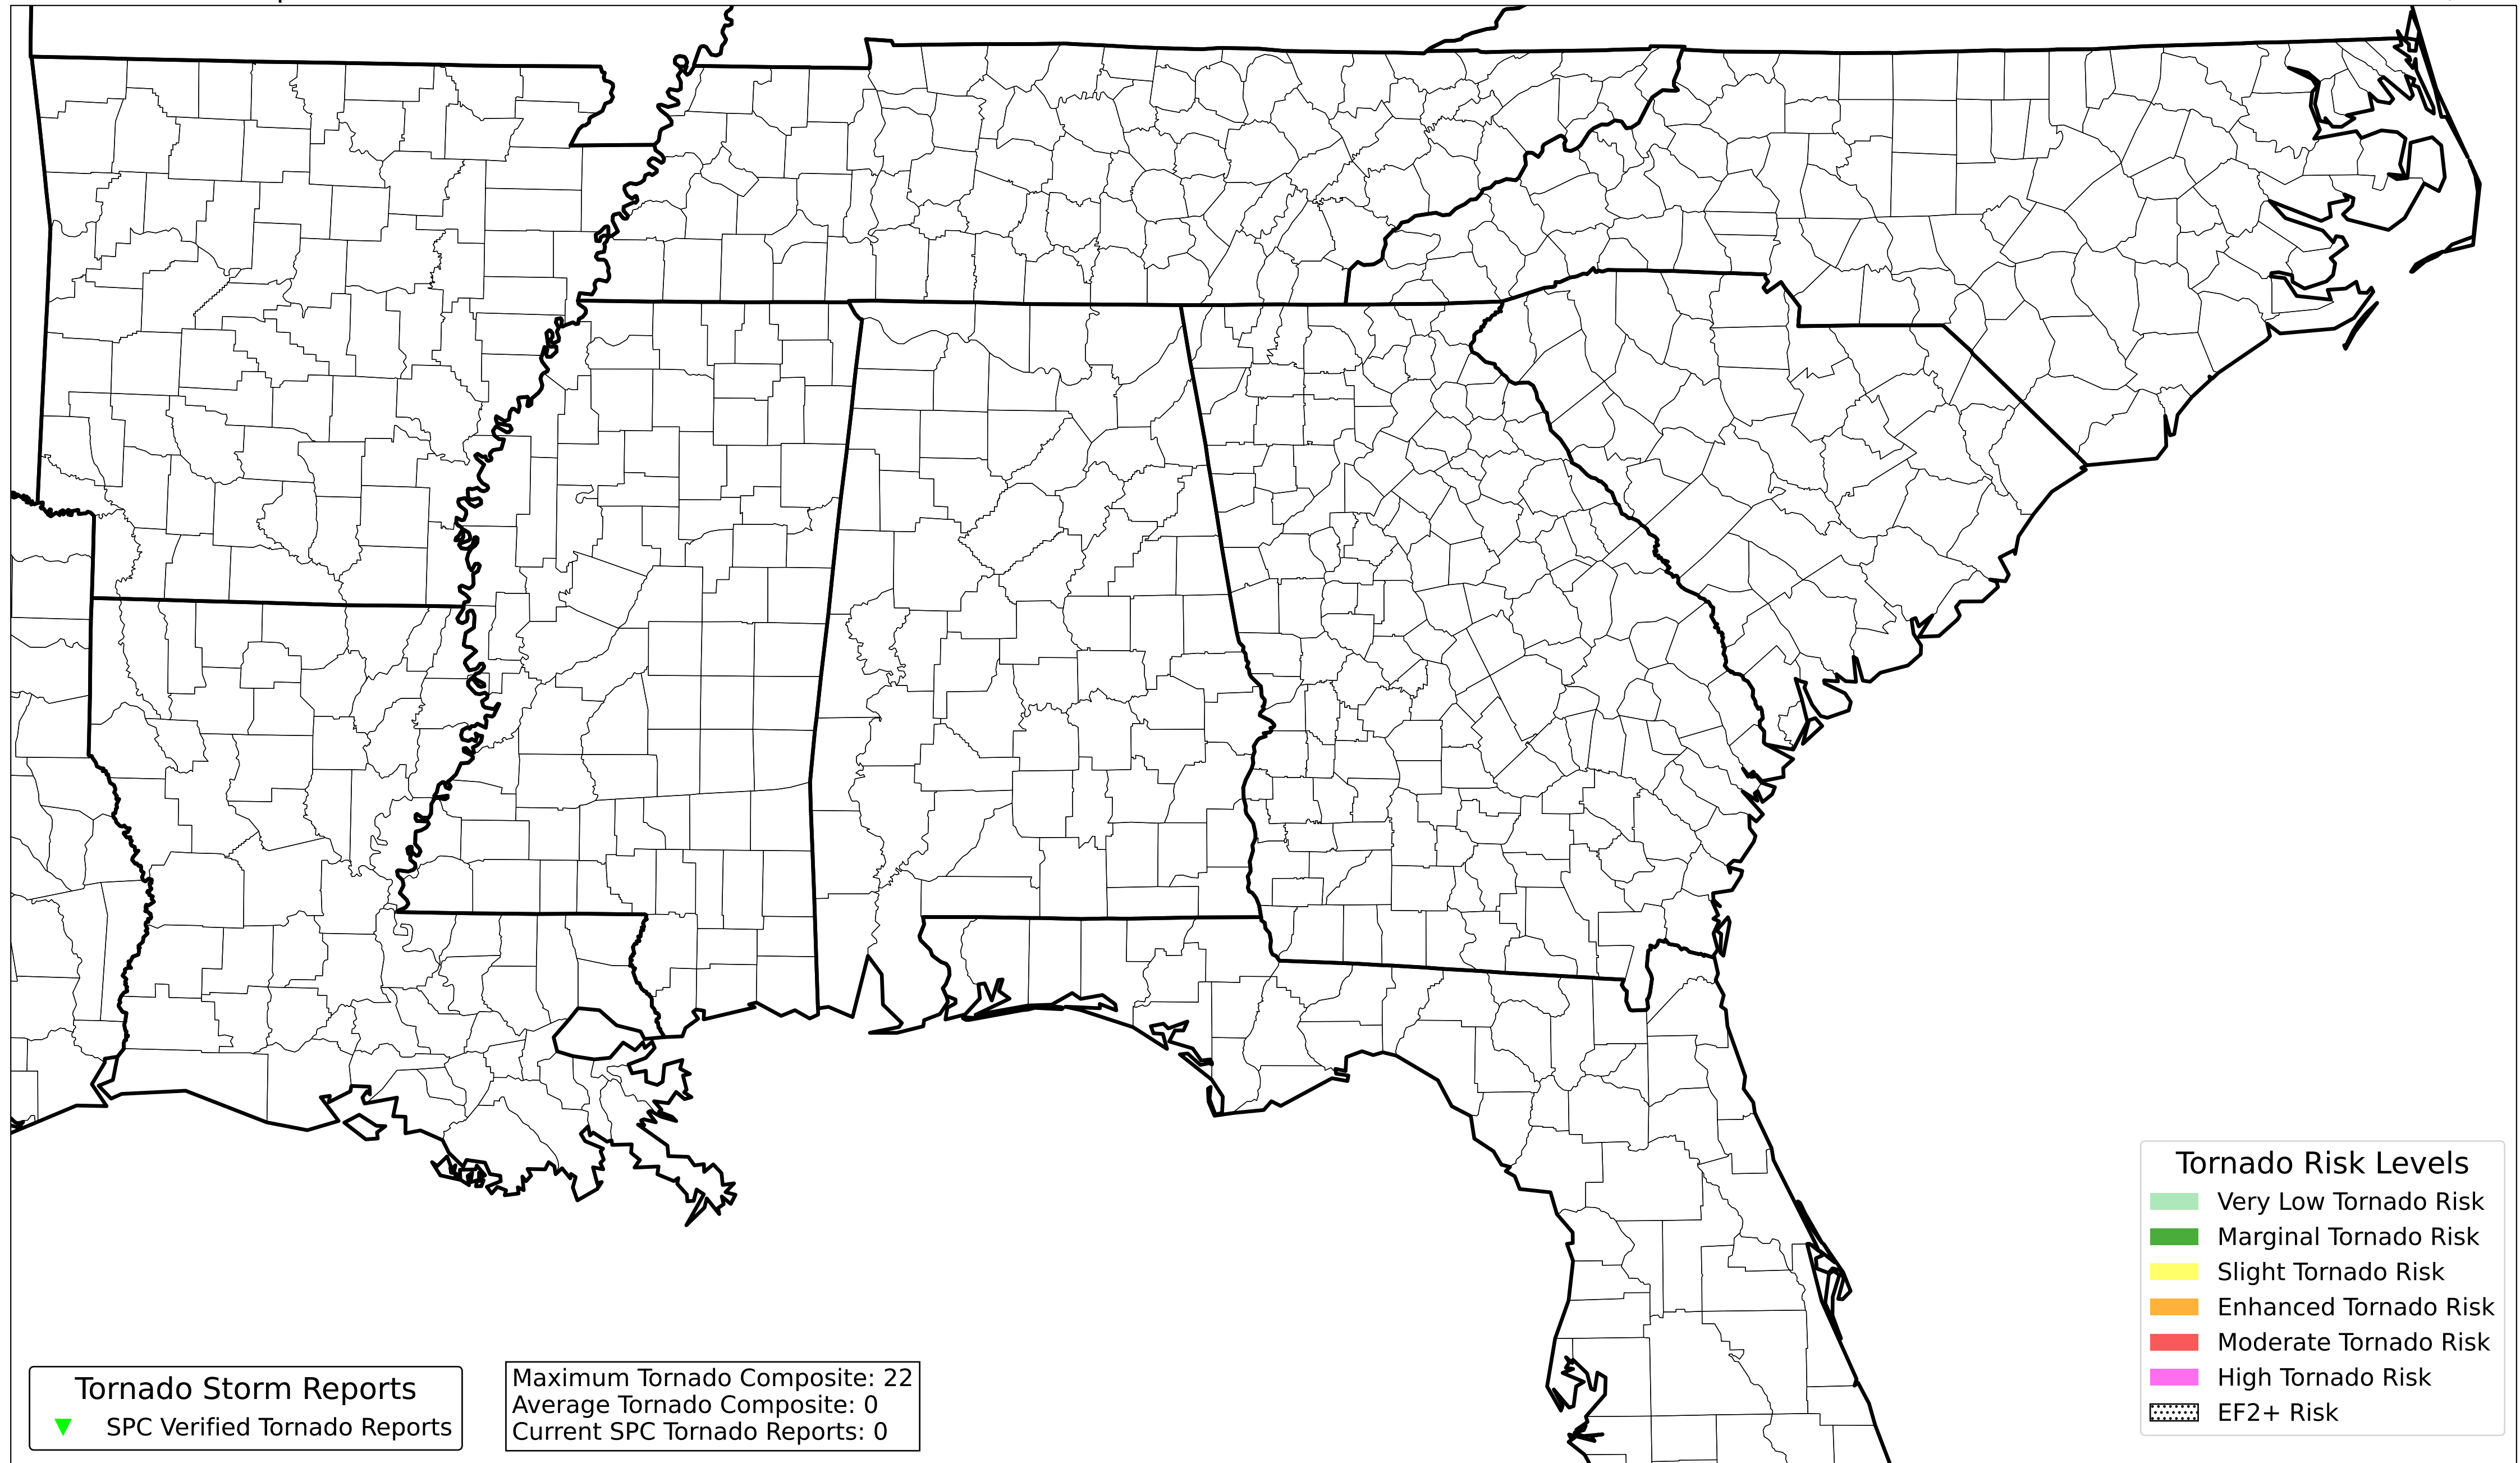 Tornado Risk Levels
Very Low Tornado Risk
Marginal Tornado Risk
Slight Tornado Risk
Enhanced Tornado Risk
Moderate Tornado Risk
High Tornado Risk
EF2+ Risk
Tornado Storm Reports
SPC Verified Tornado Reports
Maximum Tornado Composite: 22
Average Tornado Composite: 0
Current SPC Tornado Reports: 0